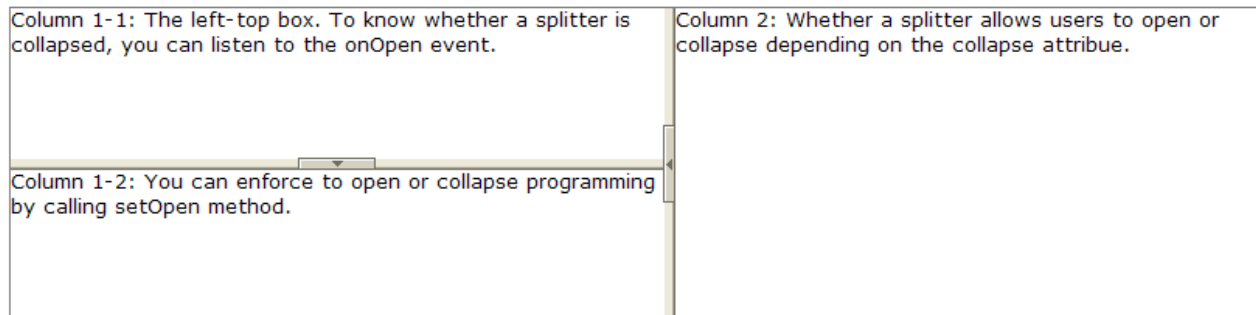 Column 1-1: The left-top box. To know whether a splitter is
collapsed, you can listen to the onOpen event.
Column 1-2: You can enforce to open or collapse programming
by calling setOpen method.
Column 2: Whether a splitter allows users to open or
collapse depending on the collapse attribue.